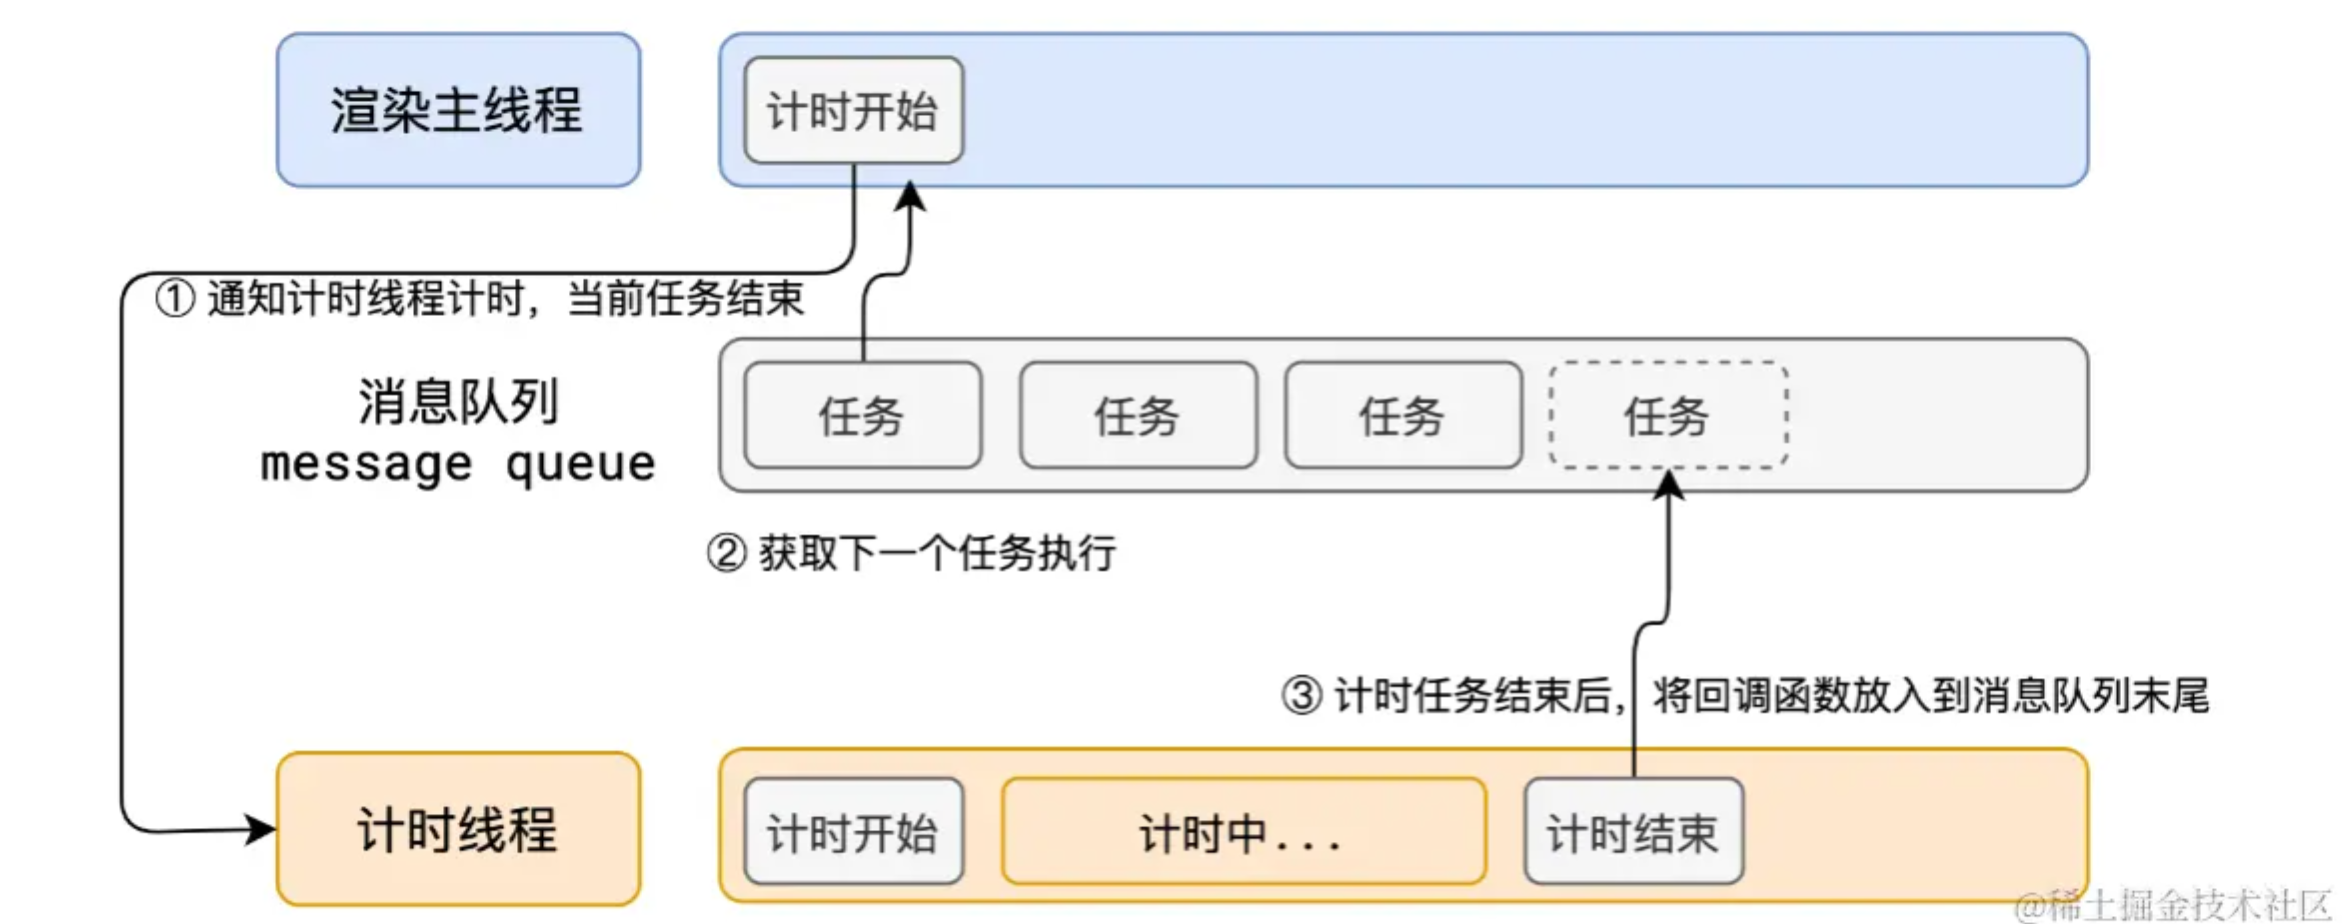 渲染主线程
计时开始
① 通知计时线程计时，当前任务结束
消息队列
message queue
任务
任务
任务
任务
② 获取下一个任务执行
③ 计时任务结束后，将回调函数放入到消息队列末尾
计时线程
计时开始
计时中...
计时结束
@稀土掘金技术社区